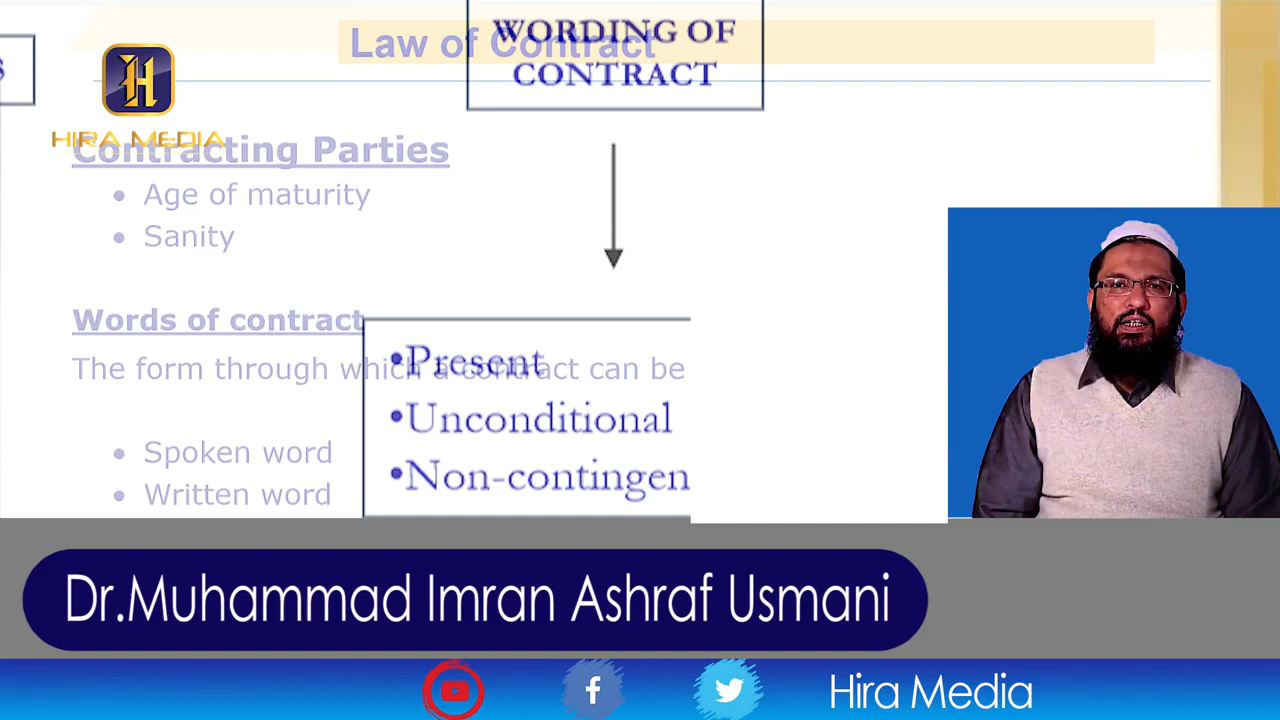 WORDING OF
CONTRACT
Law of Contract
S
H
HIRA MEDIA
Contracting Parties
• Age of maturity
• Sanity
Words of contract
The form through which a contract can be
• Spoken word
• Written word
•Present
•Unconditional
•Non-contingen
Dr.Muhammad Imran Ashraf Usmani
Hira Media